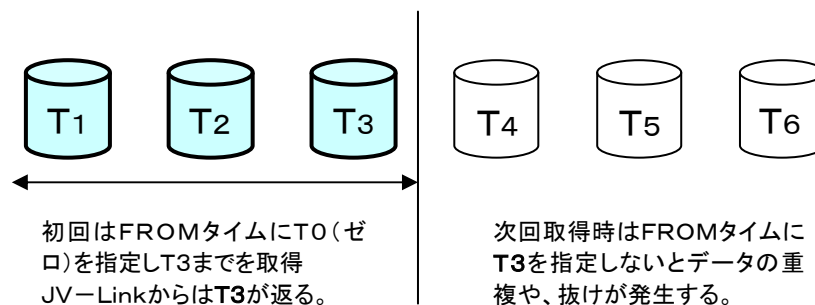 T1
T2
T3
T4
T5
T6
初回はFROMタイムにT0(ゼ
ロ)を指定しT3までを取得
JV-LinkからはT3が返る。
次回取得時はFROMタイムに
T3を指定しないとデータの重
複や、抜けが発生する。